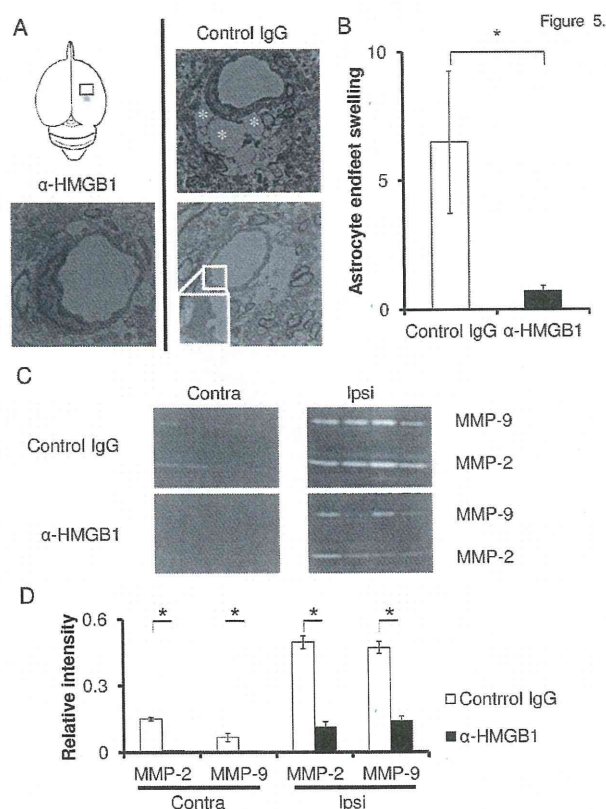 Figure 5.
A
Control IgG
α-HMGB1
* * *
B
*
Astrocyte endfeet swelling
10
5
0
Control IgG α-HMGB1
C
Contra Ipsi
Control IgG
MMP-9
MMP-2
α-HMGB1
MMP-9
MMP-2
D
* * * *
Relative intensity
0.6
0.3
0
MMP-2 MMP-9 MMP-2 MMP-9
Contra Ipsi
Contrrol IgG
α-HMGB1